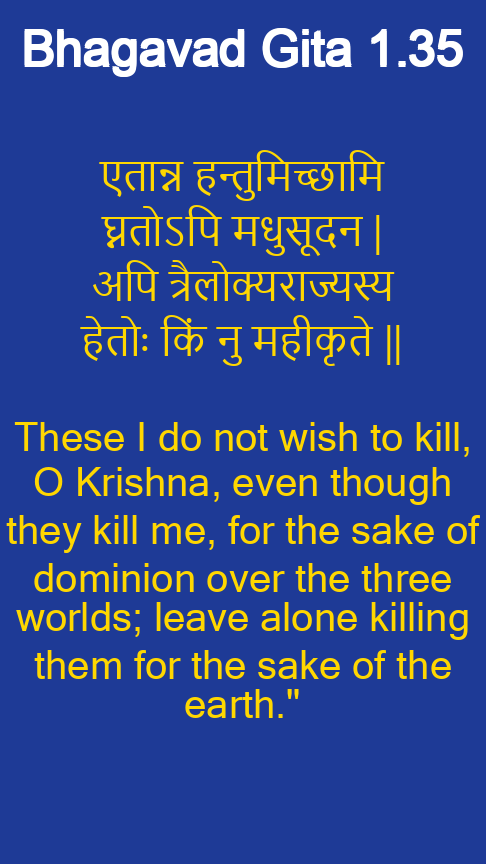 Bhagavad Gita 1.35
एतान्न हन्तुमिच्छामि
घ्नतोऽपि मधुसूदन |
अपि त्रैलोक्यराज्यस्य
हेतोः किं नु महीकृते ||
These I do not wish to kill,
O Krishna, even though
they kill me, for the sake of
dominion over the three
worlds; leave alone killing
them for the sake of the
earth."